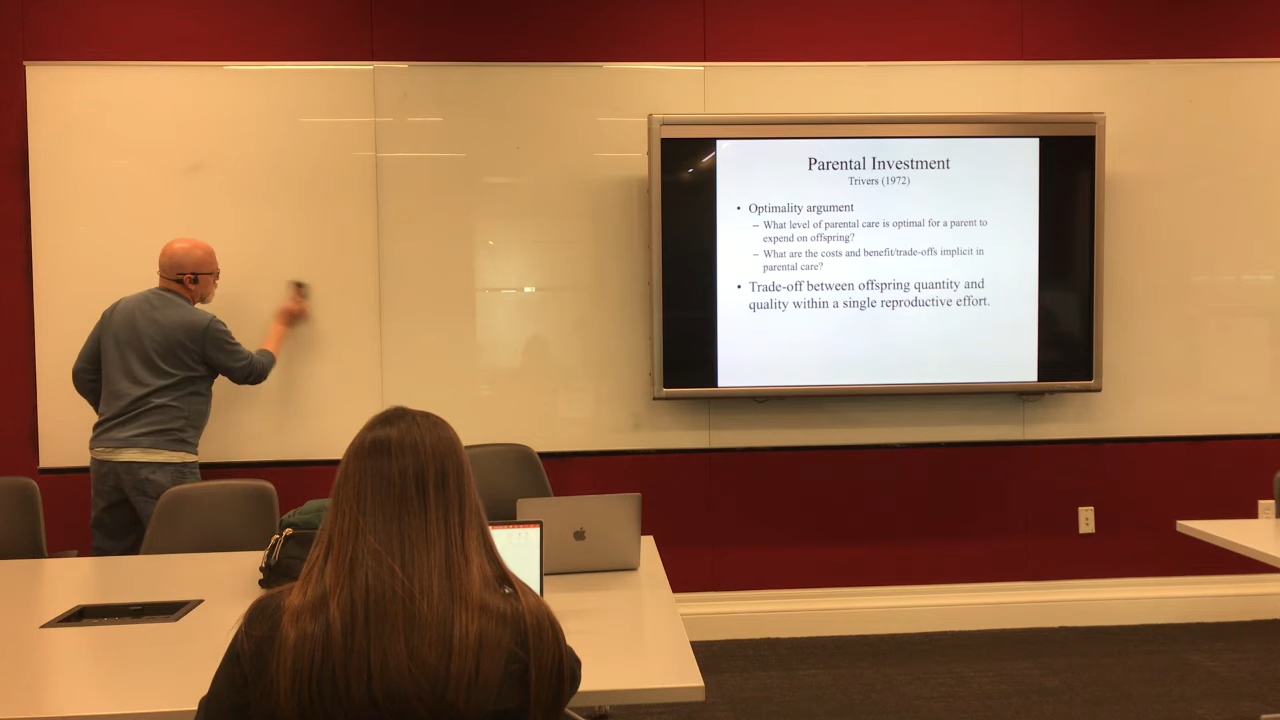 Parental Investment
Trivers (1972)
• Optimality argument
– What level of parental care is optimal for a parent to
expend on offspring?
– What are the costs and benefit/trade-offs implicit in
parental care?
• Trade-off between offspring quantity and
quality within a single reproductive effort.